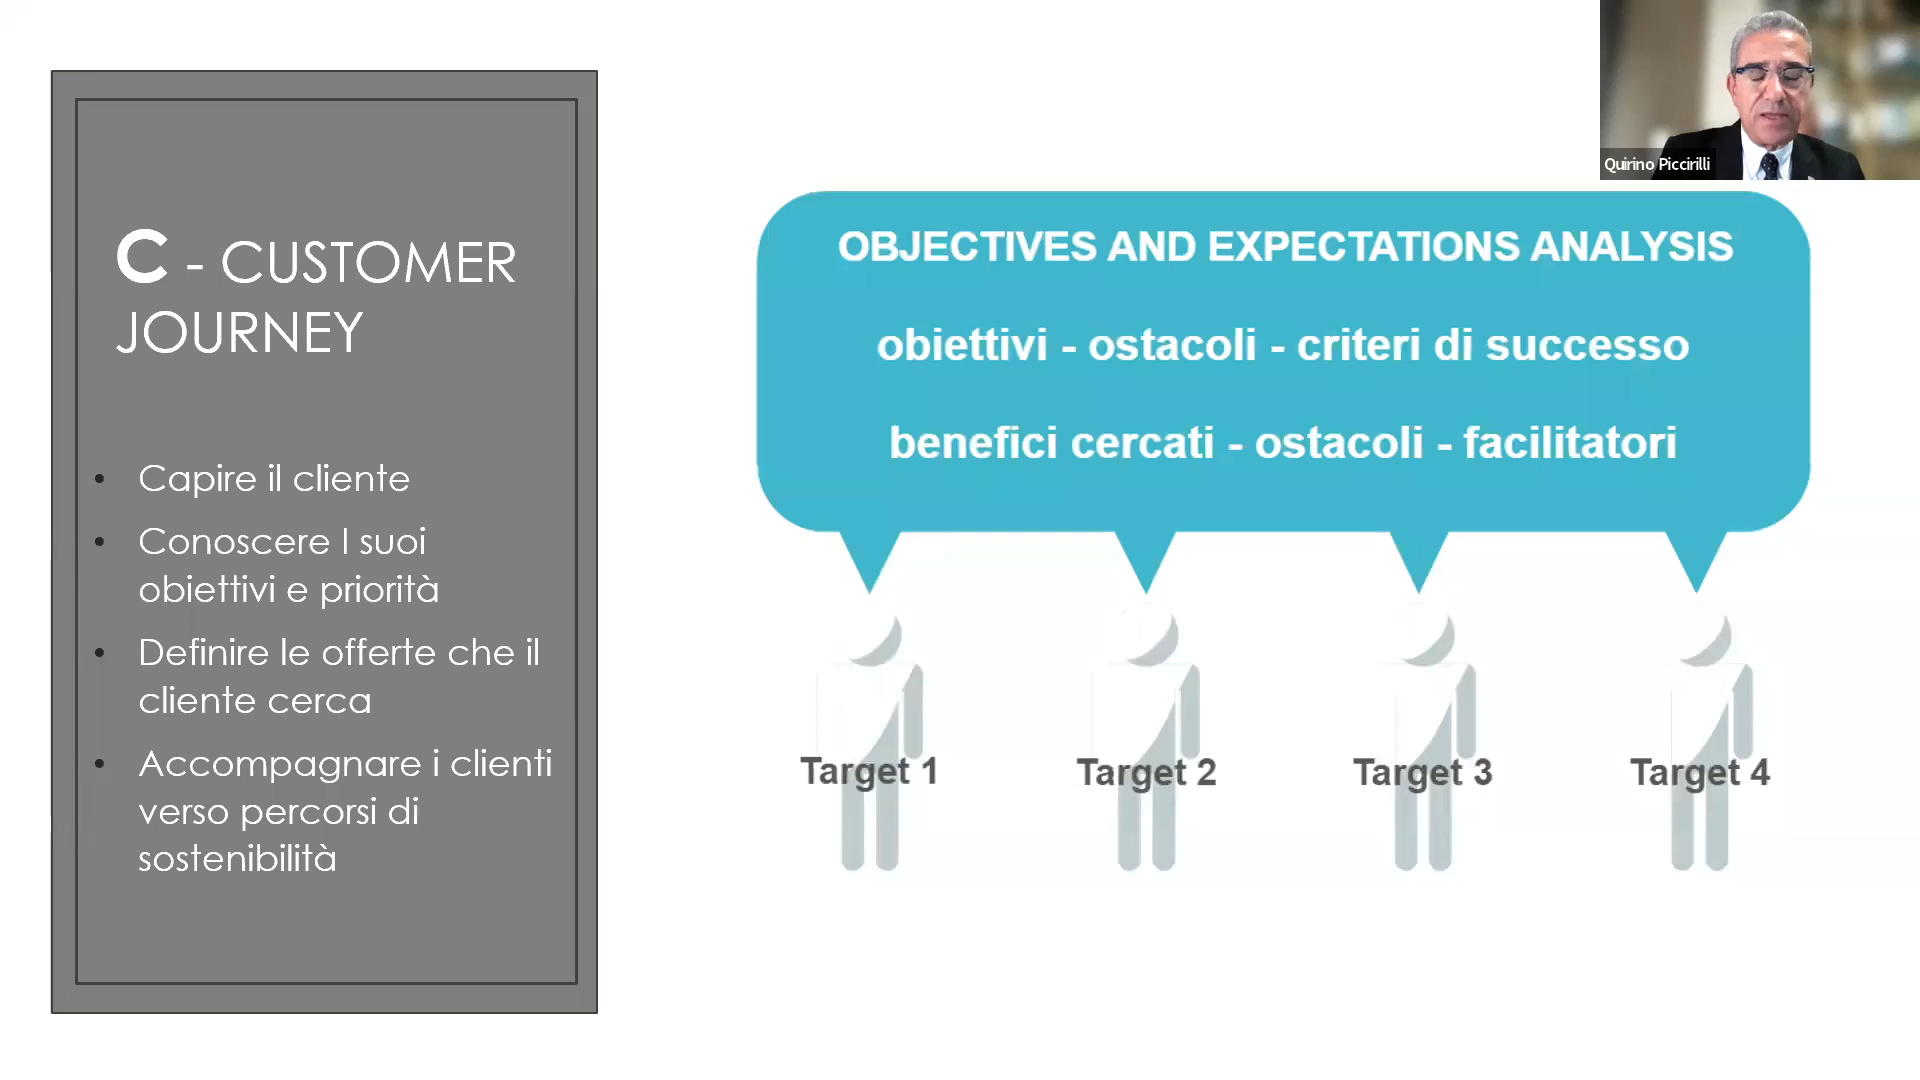 C - CUSTOMER
JOURNEY
• Capire il cliente
• Conoscere I suoi
obiettivi e priorità
• Definire le offerte che il
cliente cerca
• Accompagnare i clienti
verso percorsi di
sostenibilità
Quirino Piccirilli
OBJECTIVES AND EXPECTATIONS ANALYSIS
obiettivi - ostacoli - criteri di successo
benefici cercati - ostacoli - facilitatori
Target 1
Target 2
Target 3
Target 4